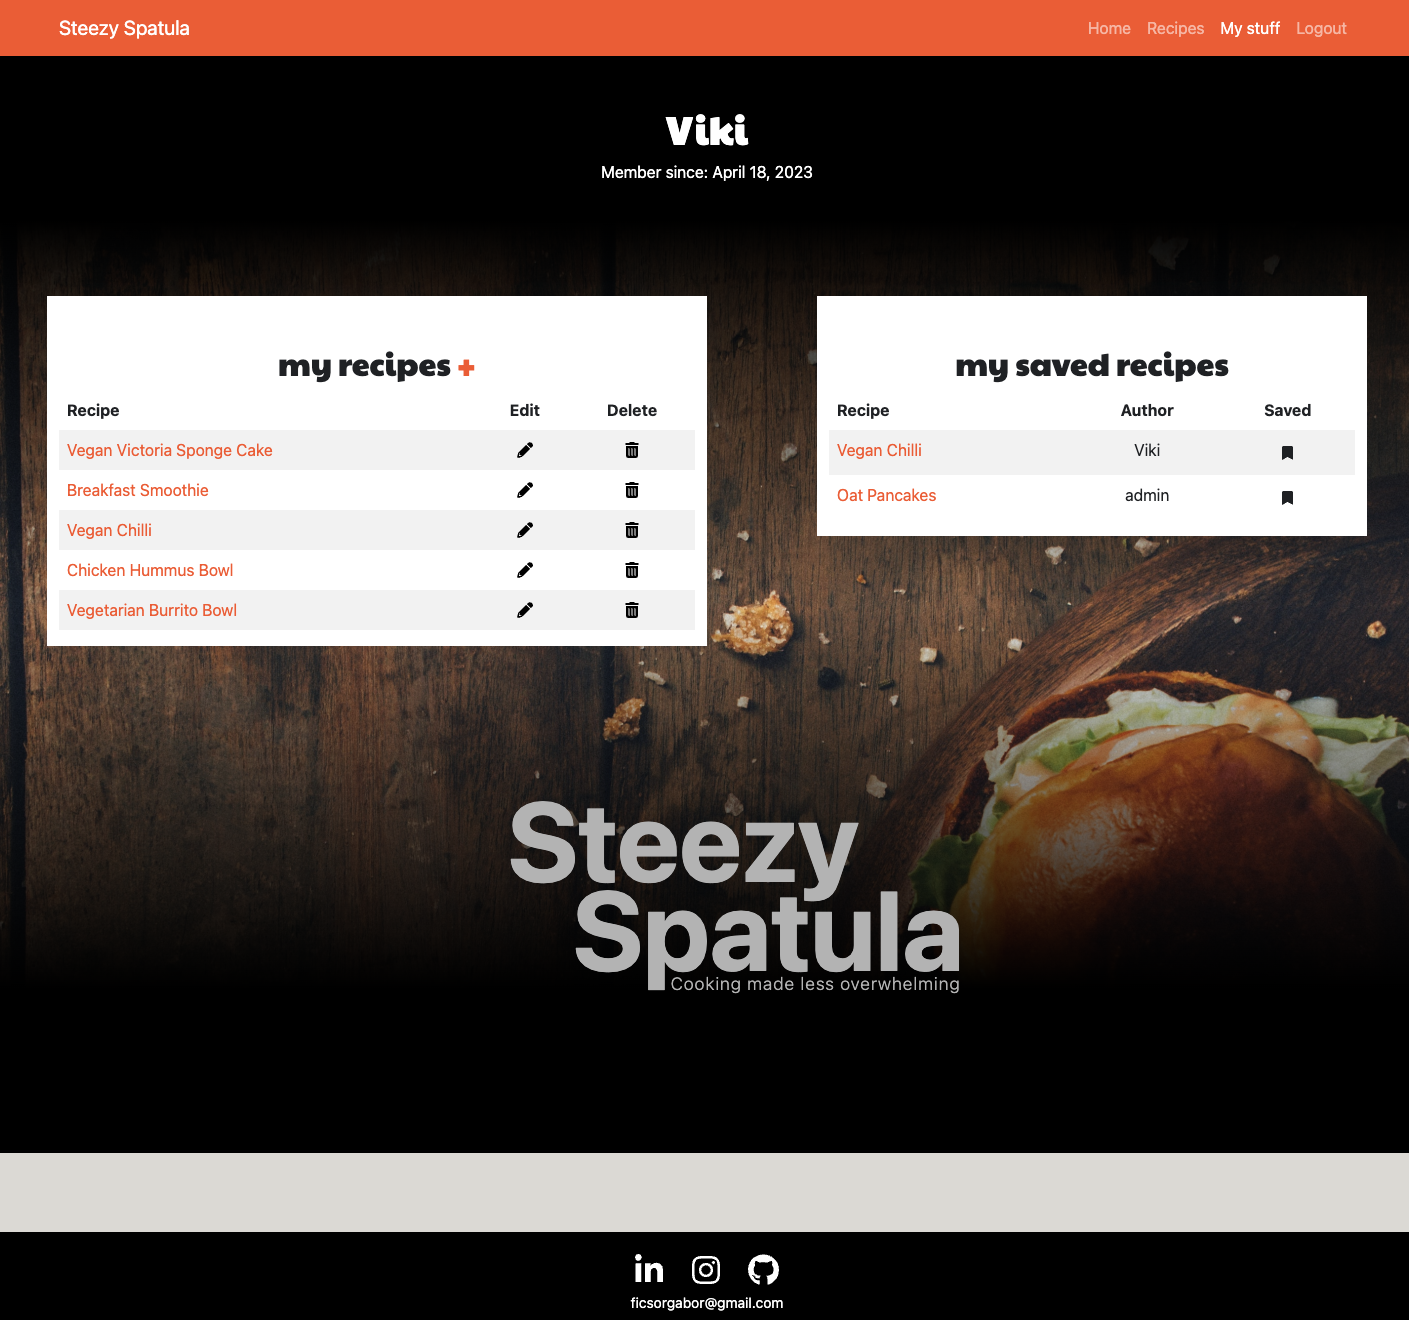 Steezy Spatula
Home Recipes My stuff Logout
Viki
Member since: April 18, 2023
my recipes +
Recipe Edit Delete
Vegan Victoria Sponge Cake
Breakfast Smoothie
Vegan Chilli
Chicken Hummus Bowl
Vegetarian Burrito Bowl
my saved recipes
Recipe Author Saved
Vegan Chilli Viki
Oat Pancakes admin
Steezy
Spatula
Cooking made less overwhelming
in
ficsorgabor@gmail.com